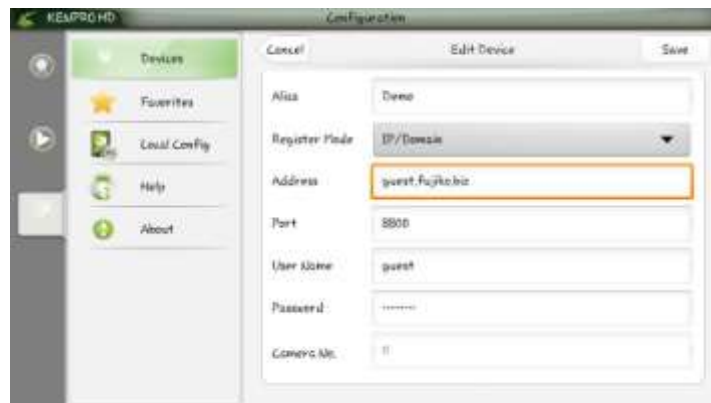 KENPRO HD
Configuration
Devices
Favorites
Local Config
Help
About
Cancel
Edit Device
Save
Alias
Demo
Register Mode
IP/Domain
Address
guest.fujiko.biz
Port
8800
User Name
guest
Password
********
Camera No.